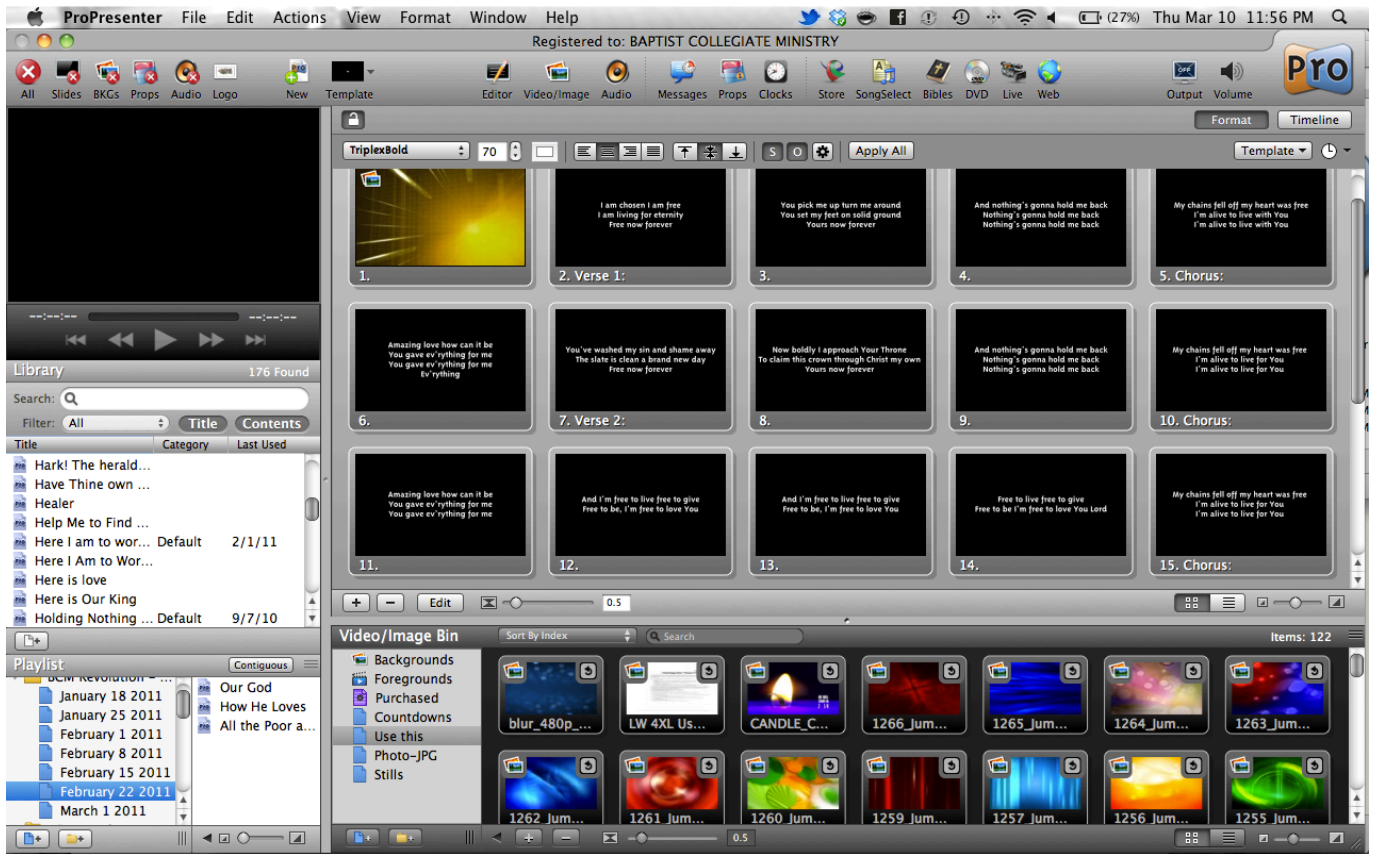 ProPresenter File Edit Actions View Format Window Help (27%) Thu Mar 10 11:56 PM
Registered to: BAPTIST COLLEGIATE MINISTRY
All Slides BKGs Props Audio Logo New Template Editor Video/Image Audio Messages Props Clocks Store SongSelect Bibles DVD Live Web Output Volume
Pro
Format Timeline
TriplexBold 70 S O Apply All Template
I am chosen I am free
I am living for eternity
Free now forever
You pick me up turn me around
You set my feet on solid ground
Yours now forever
And nothing's gonna hold me back
Nothing's gonna hold me back
Nothing's gonna hold me back
My chains fell off my heart was free
I'm alive to live with You
I'm alive to live with You
1. 2. Verse 1: 3. 4. 5. Chorus:
Amazing love how can it be
You gave ev'rything for me
You gave ev'rything for me
Ev'rything
You've washed my sin and shame away
The slate is clean a brand new day
Free now forever
Now boldly I approach Your Throne
To claim this crown through Christ my own
Yours now forever
And nothing's gonna hold me back
Nothing's gonna hold me back
Nothing's gonna hold me back
My chains fell off my heart was free
I'm alive to live for You
I'm alive to live for You
6. 7. Verse 2: 8. 9. 10. Chorus:
Amazing love how can it be
You gave ev'rything for me
You gave ev'rything for me
And I'm free to live free to give
Free to be, I'm free to love You
And I'm free to live free to give
Free to be, I'm free to love You
Free to live free to give
Free to be I'm free to love You Lord
My chains fell off my heart was free
I'm alive to live for You
I'm alive to live for You
11. 12. 13. 14. 15. Chorus:
Edit 0.5
--:--:-- --:--:--
Library 176 Found
Search:
Filter: All Title Contents
Title Category Last Used
Hark! The herald...
Have Thine own ...
Healer
Help Me to Find ...
Here I am to wor... Default 2/1/11
Here I Am to Wor...
Here is love
Here is Our King
Holding Nothing ... Default 9/7/10
Playlist Contiguous
BCM Revolution - ...
January 18 2011
January 25 2011
February 1 2011
February 8 2011
February 15 2011
February 22 2011
March 1 2011
Our God
How He Loves
All the Poor a...
Video/Image Bin Sort By Index Search Items: 122
Backgrounds
Foregrounds
Purchased
Countdowns
Use this
Photo-JPG
Stills
blur_480p_... LW 4XL Us... CANDLE_C... 1266_Jum... 1265_Jum... 1264_Jum... 1263_Jum...
1262_Jum... 1261_Jum... 1260_Jum... 1259_Jum... 1257_Jum... 1256_Jum... 1255_Jum...
0.5